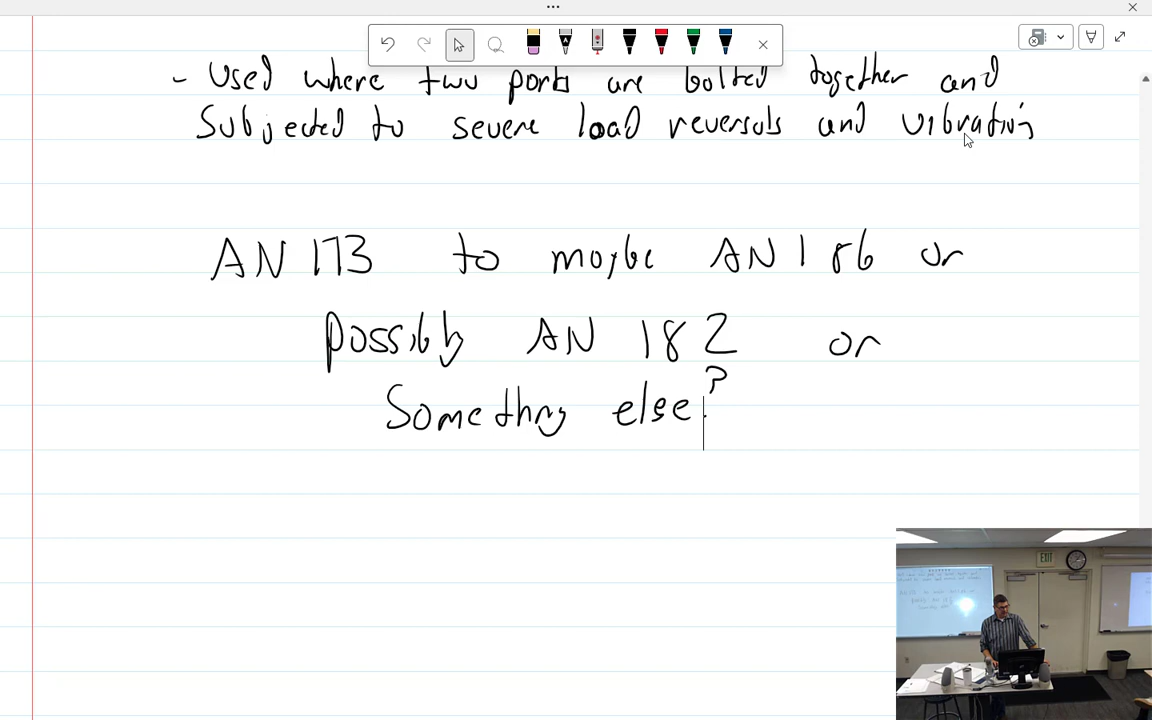 - Used where two parts are bolted together and
Subjected to severe load reversals and vibration
AN 173 to maybe AN 186 or
possibly AN 182 or
Something else?
EXIT